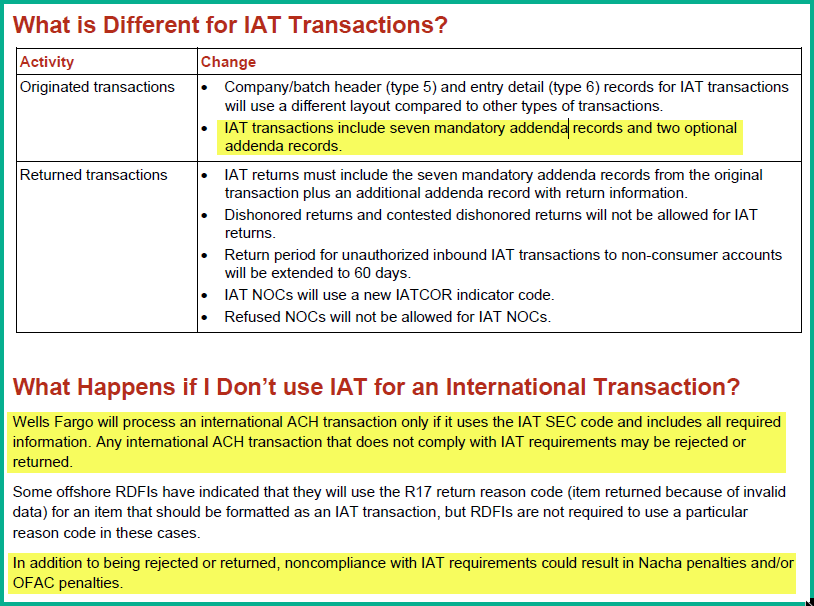 What is Different for IAT Transactions?
Activity
Change
Originated transactions
• Company/batch header (type 5) and entry detail (type 6) records for IAT transactions
will use a different layout compared to other types of transactions.
• IAT transactions include seven mandatory addenda records and two optional
addenda records.
Returned transactions
• IAT returns must include the seven mandatory addenda records from the original
transaction plus an additional addenda record with return information.
• Dishonored returns and contested dishonored returns will not be allowed for IAT
returns.
• Return period for unauthorized inbound IAT transactions to non-consumer accounts
will be extended to 60 days.
• IAT NOCs will use a new IATCOR indicator code.
• Refused NOCs will not be allowed for IAT NOCs.
What Happens if I Don’t use IAT for an International Transaction?
Wells Fargo will process an international ACH transaction only if it uses the IAT SEC code and includes all required
information. Any international ACH transaction that does not comply with IAT requirements may be rejected or
returned.
Some offshore RDFIs have indicated that they will use the R17 return reason code (item returned because of invalid
data) for an item that should be formatted as an IAT transaction, but RDFIs are not required to use a particular
reason code in these cases.
In addition to being rejected or returned, noncompliance with IAT requirements could result in Nacha penalties and/or
OFAC penalties.